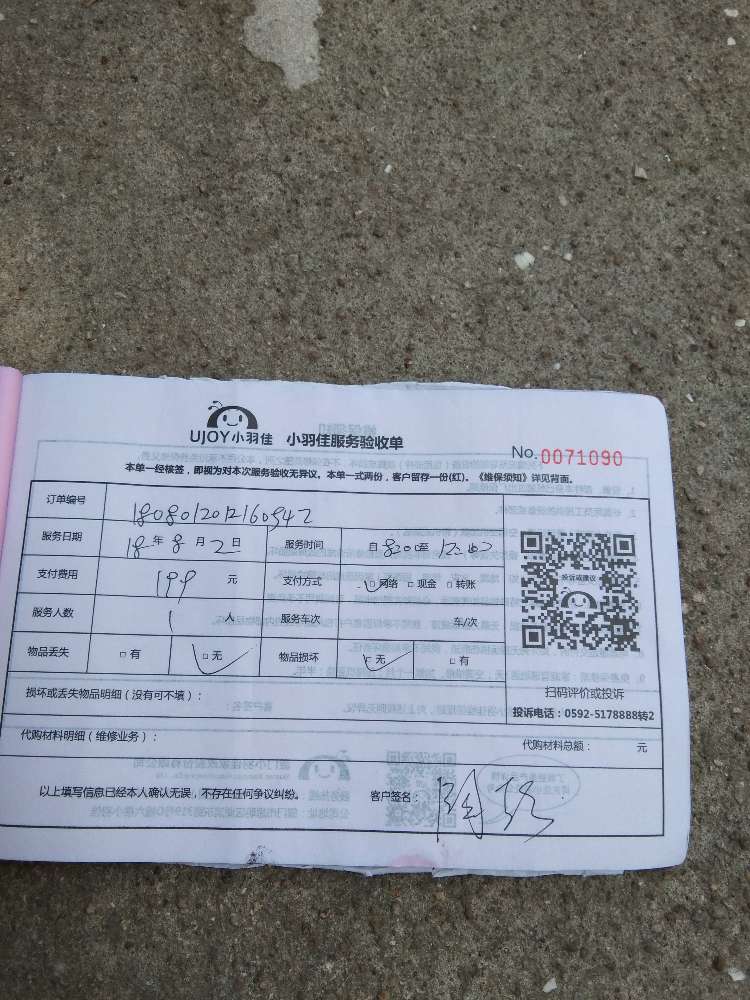 UJOY小羽佳 小羽佳服务验收单
No.0071090
本单一经核签，即视为对本次服务验收无异议。本单一式两份，客户留存一份(红)。《维保须知》详见背面。
订单编号 180801201260542
服务日期 18年8月2日 服务时间 自8:00至12:00
支付费用 199元 支付方式 □网络 □现金 □转账
服务人数 1人 服务车次 车/次
物品丢失 □有 □无 物品损坏 □无 □有
投诉或建议
扫码评价或投诉
损坏或丢失物品明细（没有可不填）：
投诉电话：0592-5178888转2
代购材料明细（维修业务）： 代购材料总额： 元
以上填写信息已经本人确认无误，不存在任何争议纠纷。 客户签名：